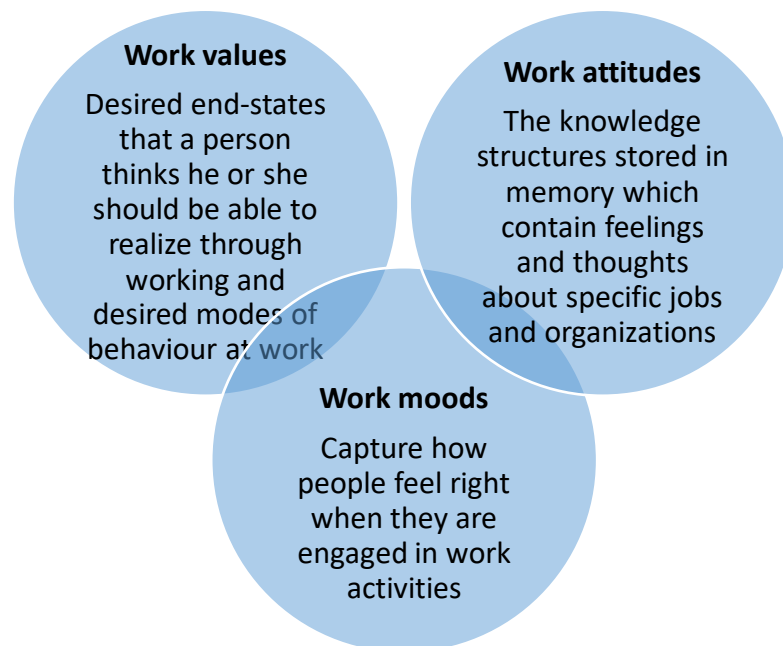 Work values
Desired end-states
that a person
thinks he or she
should be able to
realize through
working and
desired modes of
behaviour at work
Work attitudes
The knowledge
structures stored in
memory which
contain feelings
and thoughts
about specific jobs
and organizations
Work moods
Capture how
people feel right
when they are
engaged in work
activities